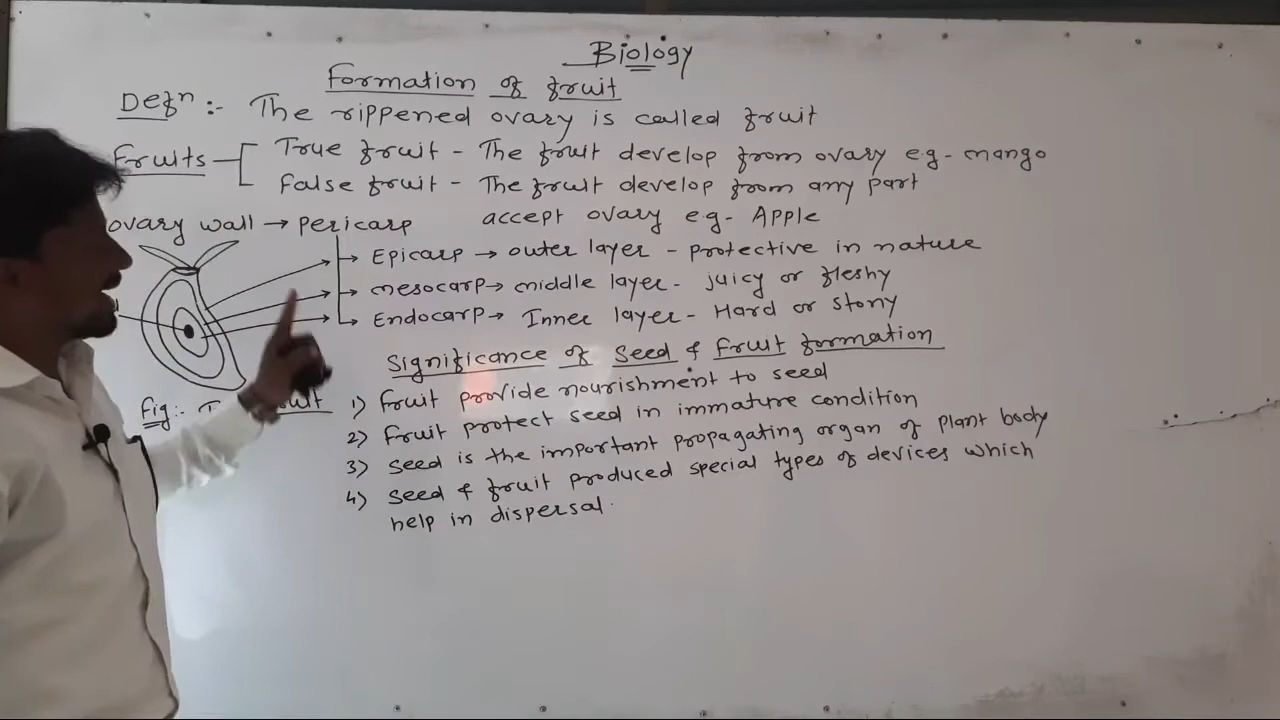 Biology
Formation of fruit
Defn :- The rippened ovary is called fruit
Fruits
True fruit - The fruit develop from ovary e.g - mango
False fruit - The fruit develop from any part
accept ovary e.g - Apple
ovary wall → pericarp
Epicarp → outer layer - protective in nature
mesocarp → middle layer - juicy or fleshy
Endocarp → Inner layer - Hard or stony
Significance of seed & fruit formation
Fig :-
1) fruit provide nourishment to seed
2) fruit protect seed in immature condition
3) seed is the important propagating organ of plant body
4) seed & fruit produced special types of devices which
help in dispersal.